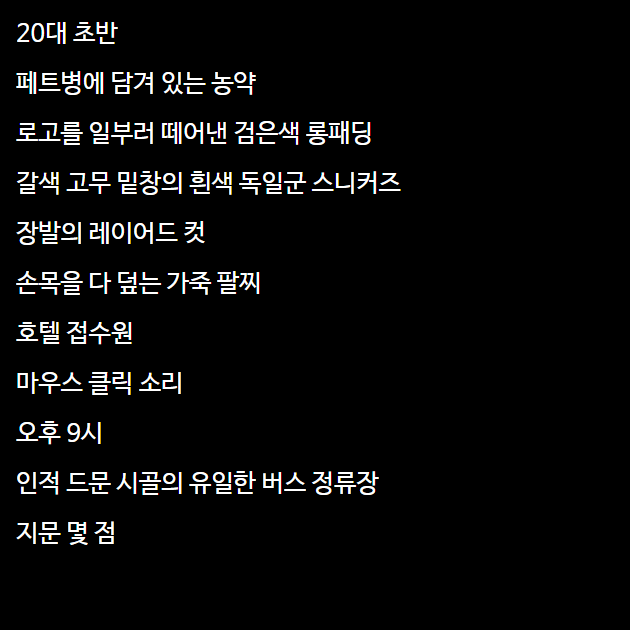 20대 초반
페트병에 담겨 있는 농약
로고를 일부러 떼어낸 검은색 롱패딩
갈색 고무 밑창의 흰색 독일군 스니커즈
장발의 레이어드 컷
손목을 다 덮는 가죽 팔찌
호텔 접수원
마우스 클릭 소리
오후 9시
인적 드문 시골의 유일한 버스 정류장
지문 몇 점